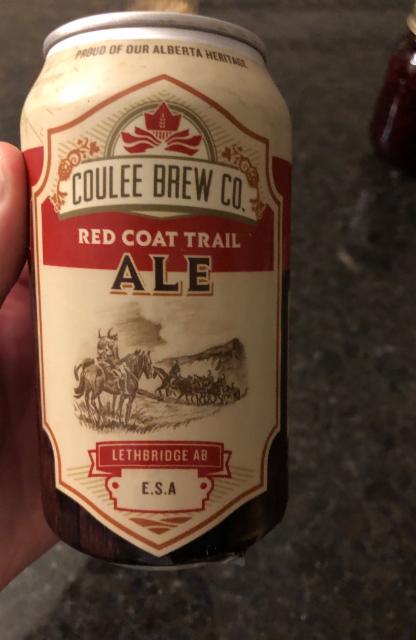 PROUD OF OUR ALBERTA HERITAGE
COULEE BREW CO.
RED COAT TRAIL
ALE
LETHBRIDGE AB
E.S.A